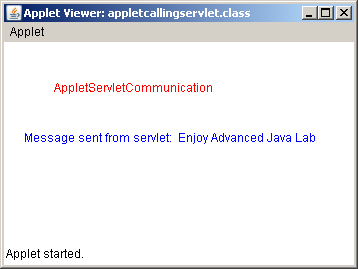 Applet Viewer: appletcallingservlet.class
Applet
AppletServletCommunication
Message sent from servlet:  Enjoy Advanced Java Lab
Applet started.